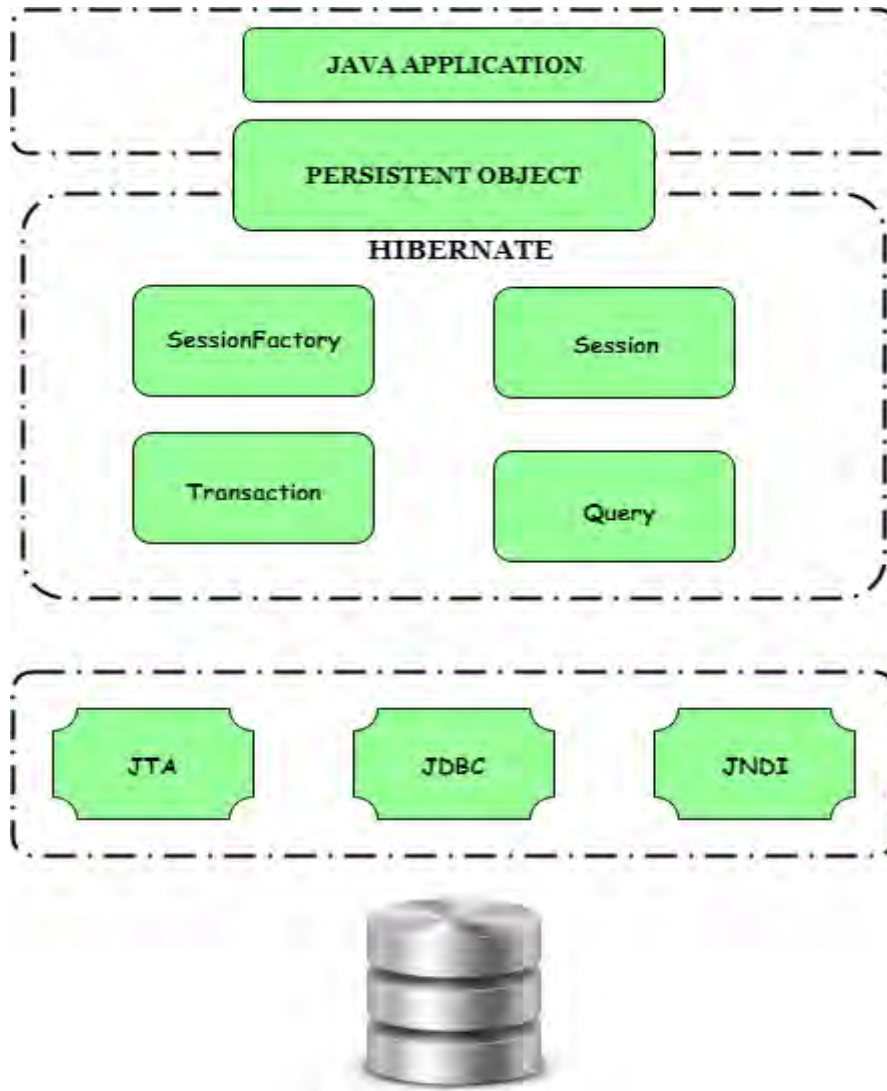 JAVA APPLICATION
PERSISTENT OBJECT
HIBERNATE
SessionFactory
Session
Transaction
Query
JTA
JDBC
JNDI